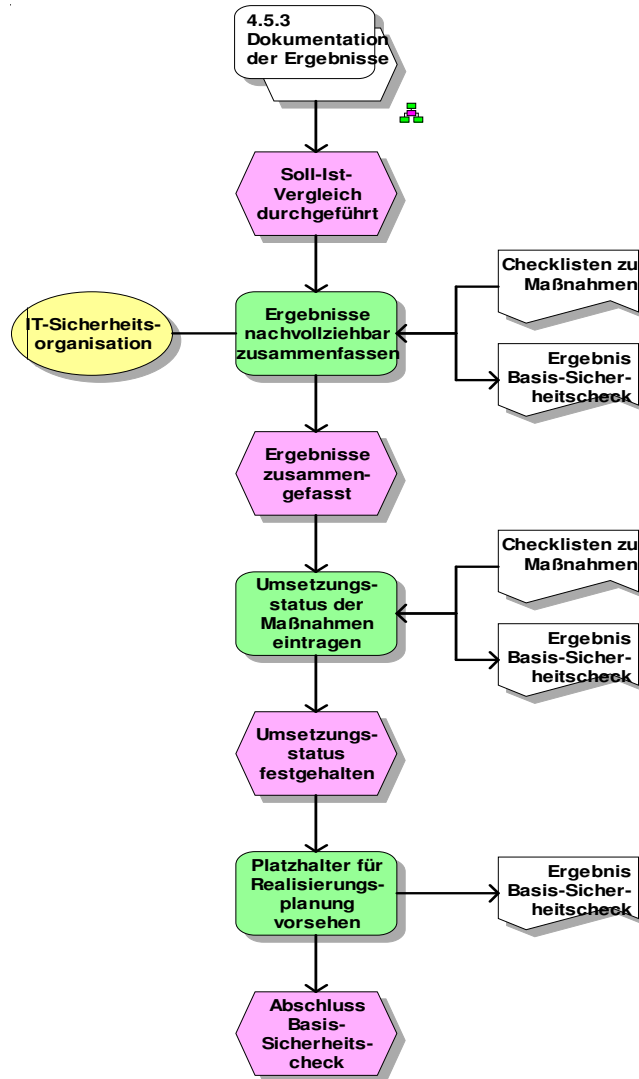 4.5.3
Dokumentation
der Ergebnisse
Soll-Ist-
Vergleich
durchgeführt
Checklisten zu
Maßnahmen
IT-Sicherheits-
organisation
Ergebnisse
nachvollziehbar
zusammenfassen
Ergebnis
Basis-Sicher-
heitscheck
Ergebnisse
zusammen-
gefasst
Checklisten zu
Maßnahmen
Umsetzungs-
status der
Maßnahmen
eintragen
Ergebnis
Basis-Sicher-
heitscheck
Umsetzungs-
status
festgehalten
Platzhalter für
Realisierungs-
planung
vorsehen
Ergebnis
Basis-Sicher-
heitscheck
Abschluss
Basis-
Sicherheits-
check